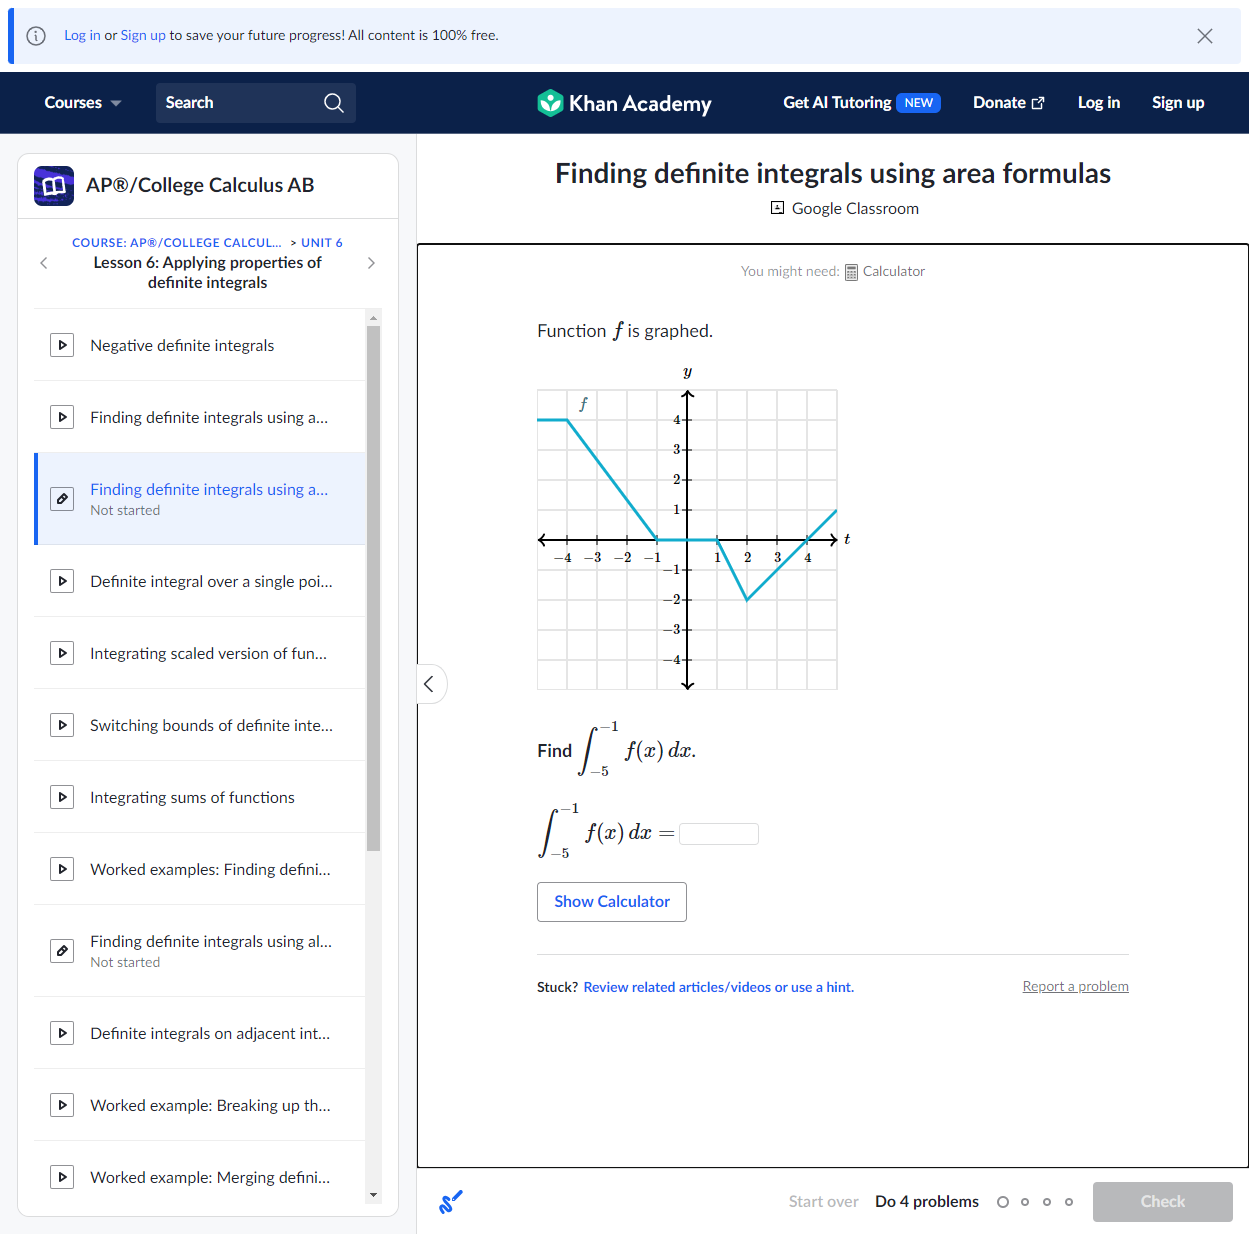 Log in or Sign up to save your future progress! All content is 100% free.
Courses
Search
Khan Academy
Get AI Tutoring NEW
Donate
Log in
Sign up
AP®/College Calculus AB
COURSE: AP®/COLLEGE CALCUL... > UNIT 6
Lesson 6: Applying properties of
definite integrals
Negative definite integrals
Finding definite integrals using a...
Finding definite integrals using a...
Not started
Definite integral over a single poi...
Integrating scaled version of fun...
Switching bounds of definite inte...
Integrating sums of functions
Worked examples: Finding defini...
Finding definite integrals using al...
Not started
Definite integrals on adjacent int...
Worked example: Breaking up th...
Worked example: Merging defini...
Finding definite integrals using area formulas
Google Classroom
You might need: Calculator
Function f is graphed.
y
f
4
3
2
1
t
−4 −3 −2 −1 1 2 3 4
−1
−2
−3
−4
Find ∫_{−5}^{−1} f(x) dx.
∫_{−5}^{−1} f(x) dx =
Show Calculator
Stuck? Review related articles/videos or use a hint.
Report a problem
Start over
Do 4 problems
Check